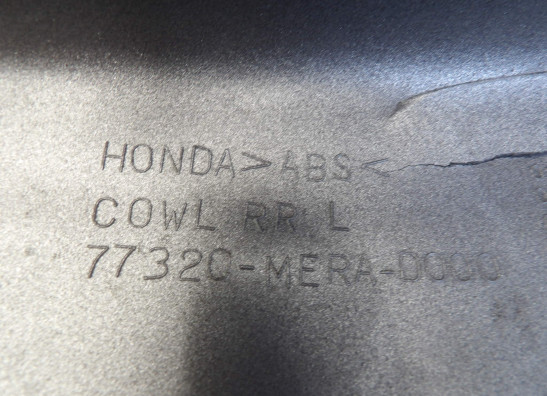 HONDA >ABS<
COWL RR L
77320-MERA-D000